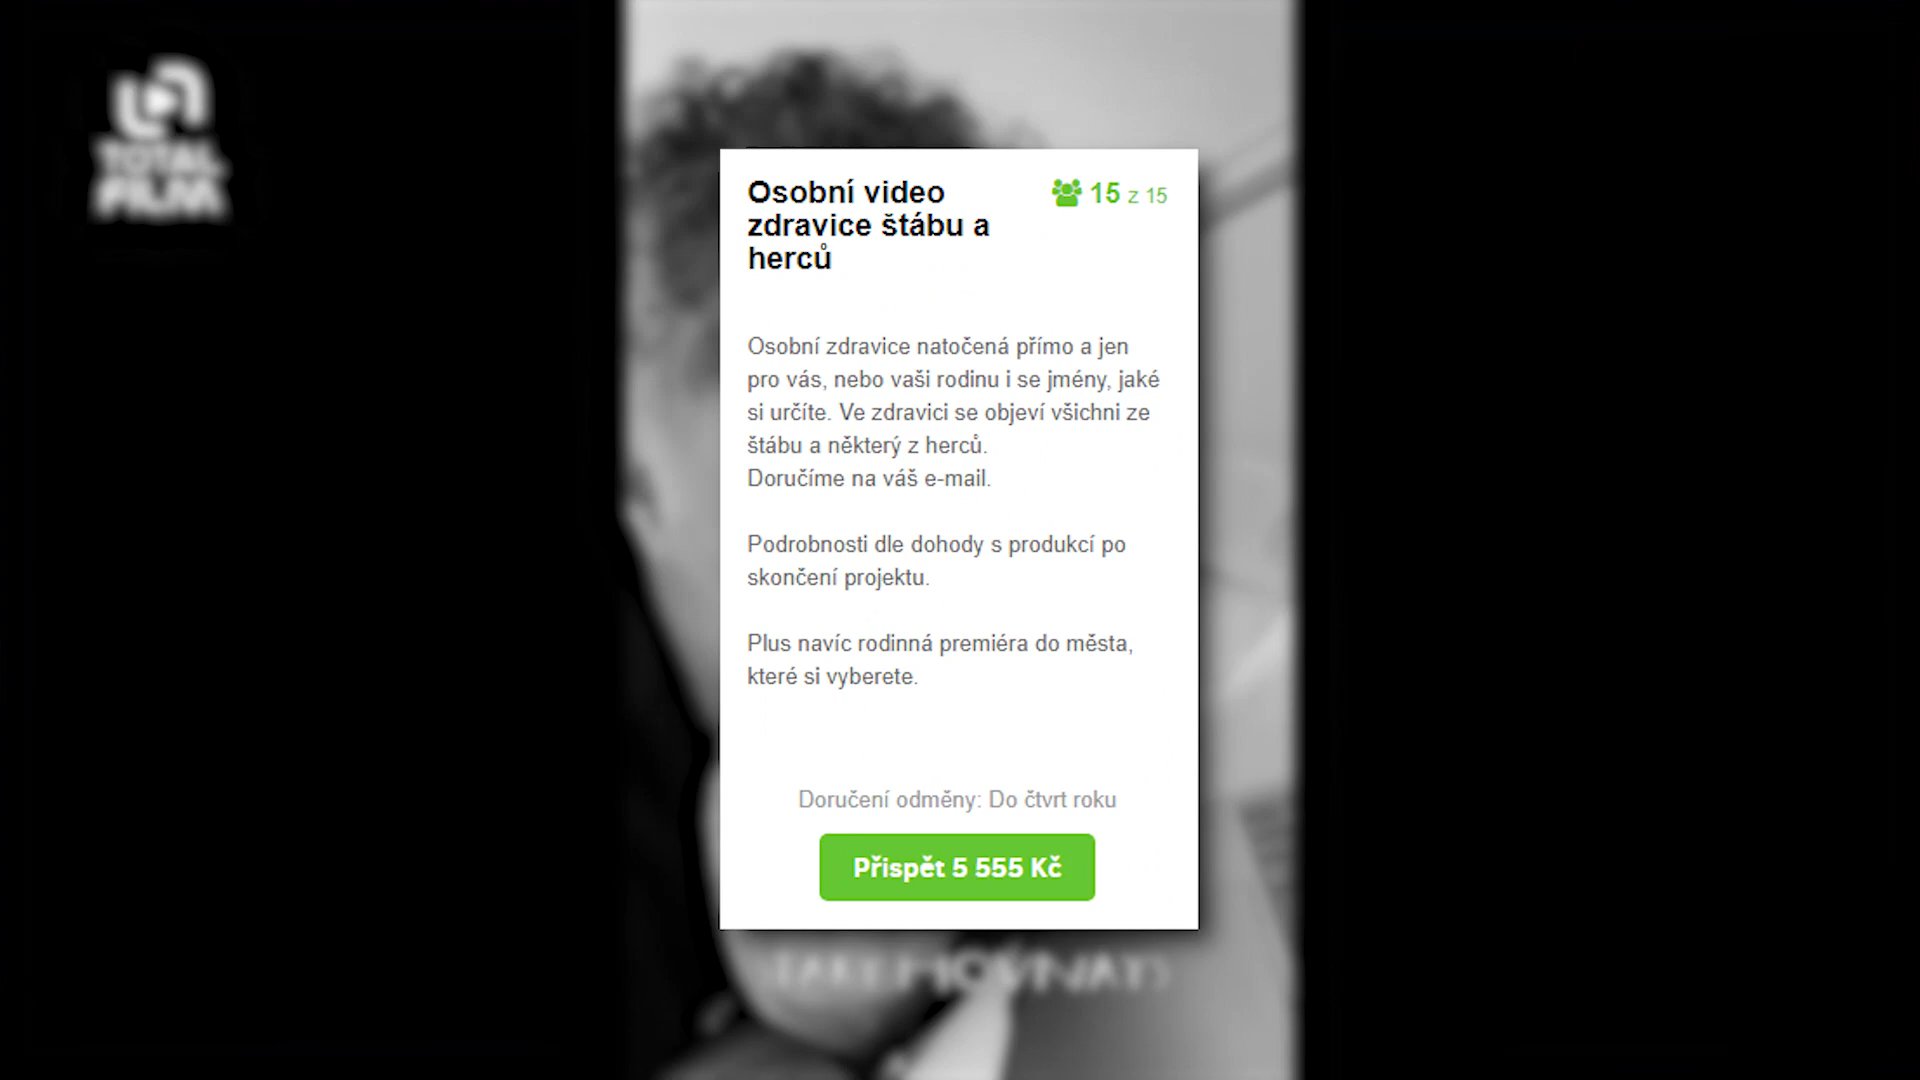 TOTAL
FILM
Osobní video
zdravice štábu a
herců
15 z 15
Osobní zdravice natočená přímo a jen
pro vás, nebo vaši rodinu i se jmény, jaké
si určíte. Ve zdravici se objeví všichni ze
štábu a některý z herců.
Doručíme na váš e-mail.
Podrobnosti dle dohody s produkcí po
skončení projektu.
Plus navíc rodinná premiéra do města,
které si vyberete.
Doručení odměny: Do čtvrt roku
Přispět 5 555 Kč